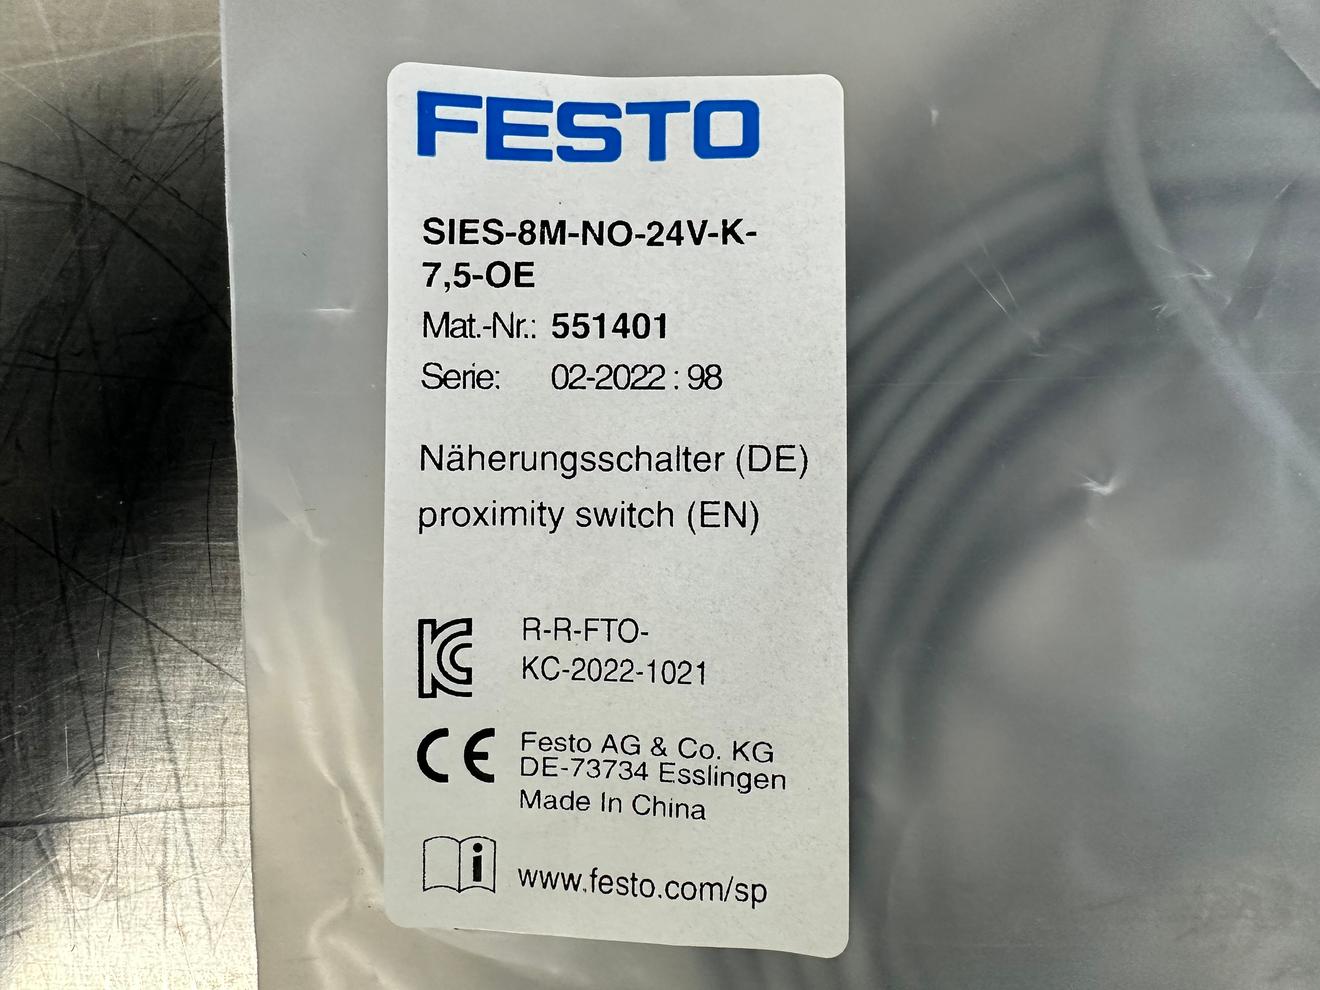 FESTO
SIES-8M-NO-24V-K-
7,5-OE
Mat.-Nr.: 551401
Serie: 02-2022 : 98
Näherungsschalter (DE)
proximity switch (EN)
R-R-FTO-
KC-2022-1021
CE Festo AG & Co. KG
DE-73734 Esslingen
Made In China
i www.festo.com/sp